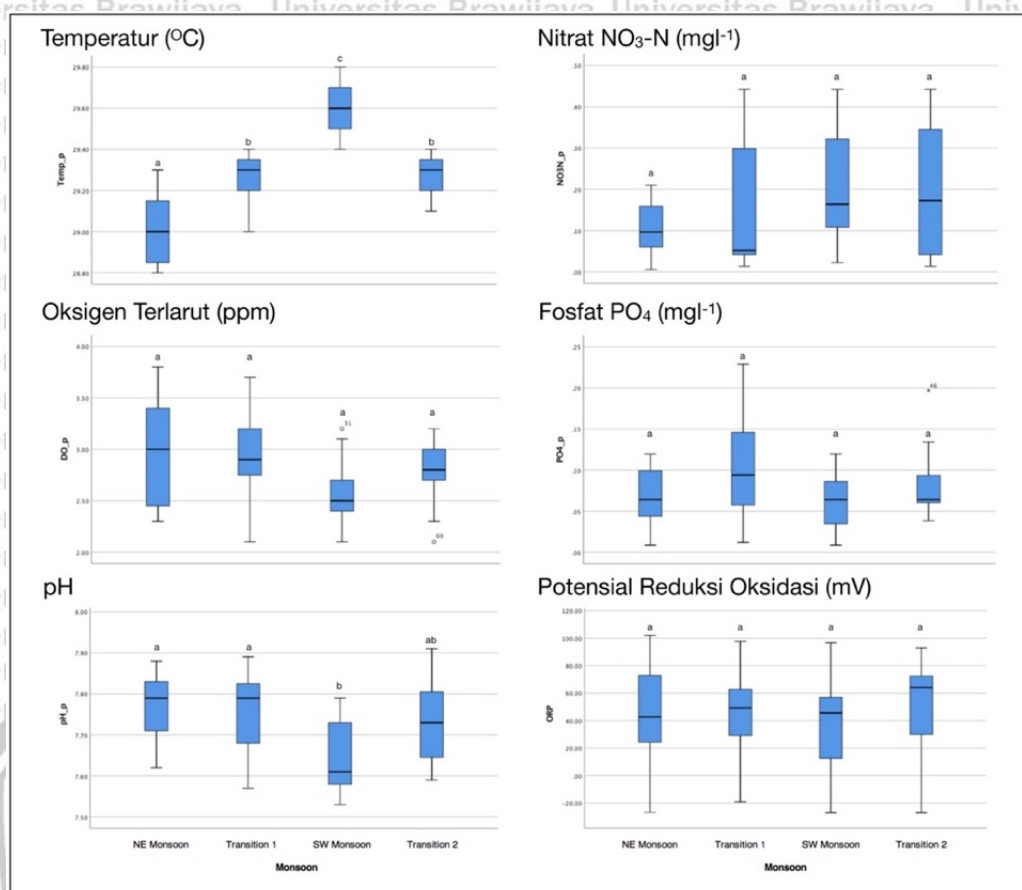 Universitas Brawijaya Universitas Brawijaya
Temperatur (ºC)
c
29.80
29.60
b
b
29.40
a
29.20
29.00
28.80
Temp_p
Nitrat NO₃-N (mgl⁻¹)
.50
a
a
a
.40
.30
a
.20
.10
.00
NO3N_p
Oksigen Terlarut (ppm)
4.00
a
a
3.50
a
a
31
3.00
2.50
60
2.00
DO_p
Fosfat PO₄ (mgl⁻¹)
.25
a
.20
46
a
a
a
.15
.10
.05
.00
PO4_p
pH
8.00
ab
7.90
a
a
7.80
b
7.70
7.60
7.50
pH_p
NE Monsoon Transition 1 SW Monsoon Transition 2
Monsoon
Potensial Reduksi Oksidasi (mV)
120.00
a
a
a
a
100.00
80.00
60.00
40.00
20.00
.00
-20.00
ORP
NE Monsoon Transition 1 SW Monsoon Transition 2
Monsoon